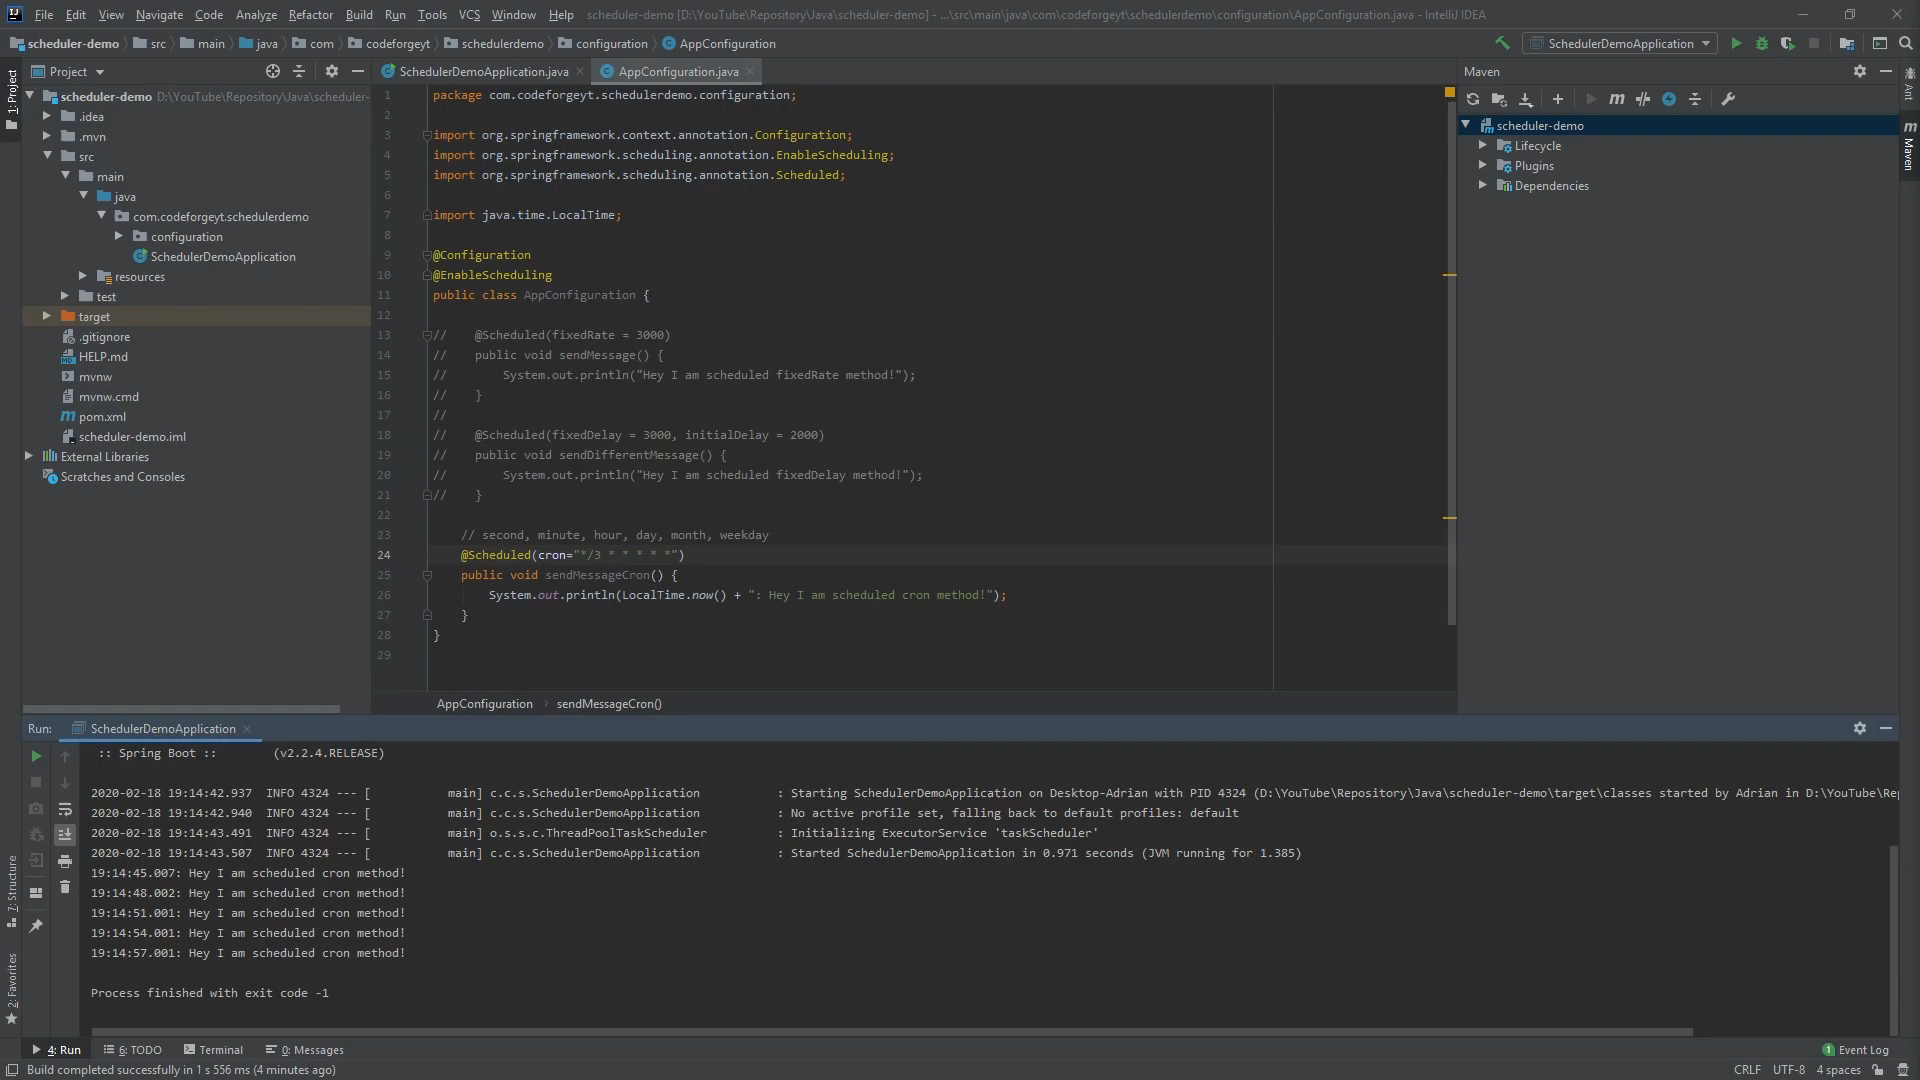 File Edit View Navigate Code Analyze Refactor Build Run Tools VCS Window Help scheduler-demo [D:\YouTube\Repository\Java\scheduler-demo] - ...\src\main\java\com\codeforgeyt\schedulerdemo\configuration\AppConfiguration.java - IntelliJ IDEA
scheduler-demo src main java com codeforgeyt schedulerdemo configuration AppConfiguration SchedulerDemoApplication
Project SchedulerDemoApplication.java AppConfiguration.java Maven
1: Project
scheduler-demo D:\YouTube\Repository\Java\scheduler-
.idea
.mvn
src
main
java
com.codeforgeyt.schedulerdemo
configuration
SchedulerDemoApplication
resources
test
target
.gitignore
HELP.md
mvnw
mvnw.cmd
pom.xml
scheduler-demo.iml
External Libraries
Scratches and Consoles
1 package com.codeforgeyt.schedulerdemo.configuration;
2
3 import org.springframework.context.annotation.Configuration;
4 import org.springframework.scheduling.annotation.EnableScheduling;
5 import org.springframework.scheduling.annotation.Scheduled;
6
7 import java.time.LocalTime;
8
9 @Configuration
10 @EnableScheduling
11 public class AppConfiguration {
12
13 //    @Scheduled(fixedRate = 3000)
14 //    public void sendMessage() {
15 //        System.out.println("Hey I am scheduled fixedRate method!");
16 //    }
17 //
18 //    @Scheduled(fixedDelay = 3000, initialDelay = 2000)
19 //    public void sendDifferentMessage() {
20 //        System.out.println("Hey I am scheduled fixedDelay method!");
21 //    }
22
23     // second, minute, hour, day, month, weekday
24     @Scheduled(cron="*/3 * * * * *")
25     public void sendMessageCron() {
26         System.out.println(LocalTime.now() + ": Hey I am scheduled cron method!");
27     }
28 }
29
AppConfiguration sendMessageCron()
scheduler-demo
Lifecycle
Plugins
Dependencies
Ant
m Maven
Run: SchedulerDemoApplication
:: Spring Boot ::        (v2.2.4.RELEASE)
2020-02-18 19:14:42.937  INFO 4324 --- [           main] c.c.s.SchedulerDemoApplication           : Starting SchedulerDemoApplication on Desktop-Adrian with PID 4324 (D:\YouTube\Repository\Java\scheduler-demo\target\classes started by Adrian in D:\YouTube\Rep
2020-02-18 19:14:42.940  INFO 4324 --- [           main] c.c.s.SchedulerDemoApplication           : No active profile set, falling back to default profiles: default
2020-02-18 19:14:43.491  INFO 4324 --- [           main] o.s.s.c.ThreadPoolTaskScheduler          : Initializing ExecutorService 'taskScheduler'
2020-02-18 19:14:43.507  INFO 4324 --- [           main] c.c.s.SchedulerDemoApplication           : Started SchedulerDemoApplication in 0.971 seconds (JVM running for 1.385)
19:14:45.007: Hey I am scheduled cron method!
19:14:48.002: Hey I am scheduled cron method!
19:14:51.001: Hey I am scheduled cron method!
19:14:54.001: Hey I am scheduled cron method!
19:14:57.001: Hey I am scheduled cron method!
Process finished with exit code -1
7: Structure
2: Favorites
4: Run 6: TODO Terminal 0: Messages 1 Event Log
Build completed successfully in 1 s 556 ms (4 minutes ago) CRLF UTF-8 4 spaces